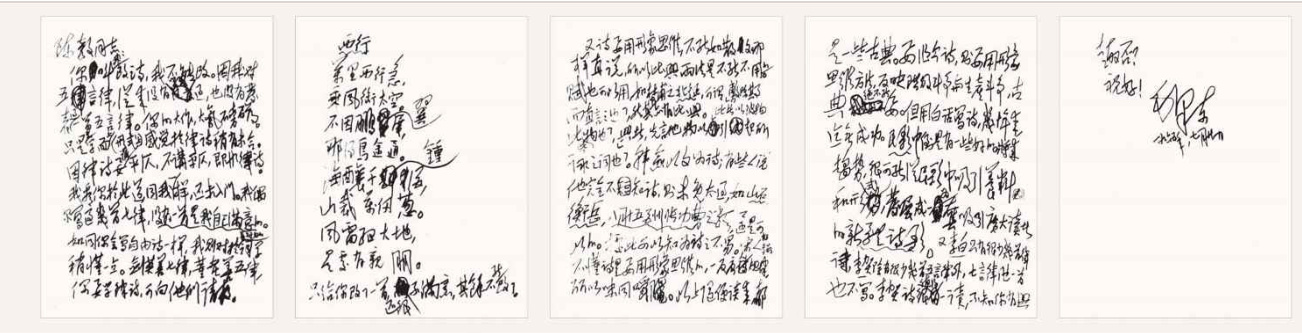 陈毅同志：
你叫我改诗，我不能改。因我对
五言律，从来没有学习过，也没有发
表过一首五言律。你的大作，大气磅礴。
只是在字面上（形式上）感觉于律诗稍有未合。
因律诗要讲平仄，不讲平仄，即非律诗。
我看你于此道，同我一样，还未入门。我偶
尔写过几首七律，没有一首是我自己满意的。
如同你会写自由诗一样，我则对于长短句的词学
稍懂一点。剑英善七律，董老善五律，
你要学律诗，可向他们请教。
西行
万里西行急，
乘风御太空。
不因鹏翼展，
哪得鸟途通。
海酿千钟酒，
山栽万仞葱。
风雷驱大地，
是处有亲朋。
只给你改了一首，还很不满意，其余不能改了。
又诗要用形象思维，不能如散文那
样直说，所以比兴两法是不能不用的。
赋也可以用，如杜甫之北征，可谓敷陈其事
而直言之也，然其中亦有比兴。比者，以彼物比
此物也，兴者，先言他物以引起所
咏之词也。韩愈以文为诗，有些人说
他完全不知诗，则未免太过，如山石，
衡岳，八月十五酬张功曹之类，还是可
以的。据此可以知为诗之不易。宋人多数
不懂诗是要用形象思维的，一反唐人规律，
所以味同嚼蜡。以上随便谈来，都
是一些古典。要作今诗，则要用形象
思维方法，反映阶级斗争与生产斗争，古
典绝不能要。但用白话写诗，几十年来，
迄无成功。民歌中倒是有一些好的。将来
趋势，很可能从民歌中吸引养料
和形式，发展成为一套吸引广大读者
的新体诗歌。又李白只有很少几首律
诗，李贺除有很少几首五言律外，七言律他一首
也不写。李贺诗很值得一读，不知你有兴
趣否？
祝好！
毛泽东